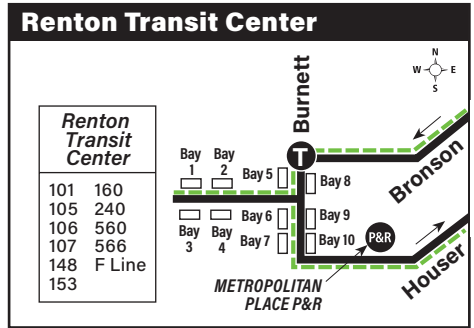 Renton Transit Center
Burnett
N
W E
S
Renton
Transit
Center
101 160
105 240
106 560
107 566
148 F Line
153
Bay
1
Bay
2
Bay 5
T
Bay 8
Bronson
Bay
3
Bay
4
Bay 6
Bay 7
Bay 9
Bay 10
P&R
METROPOLITAN
PLACE P&R
Houser